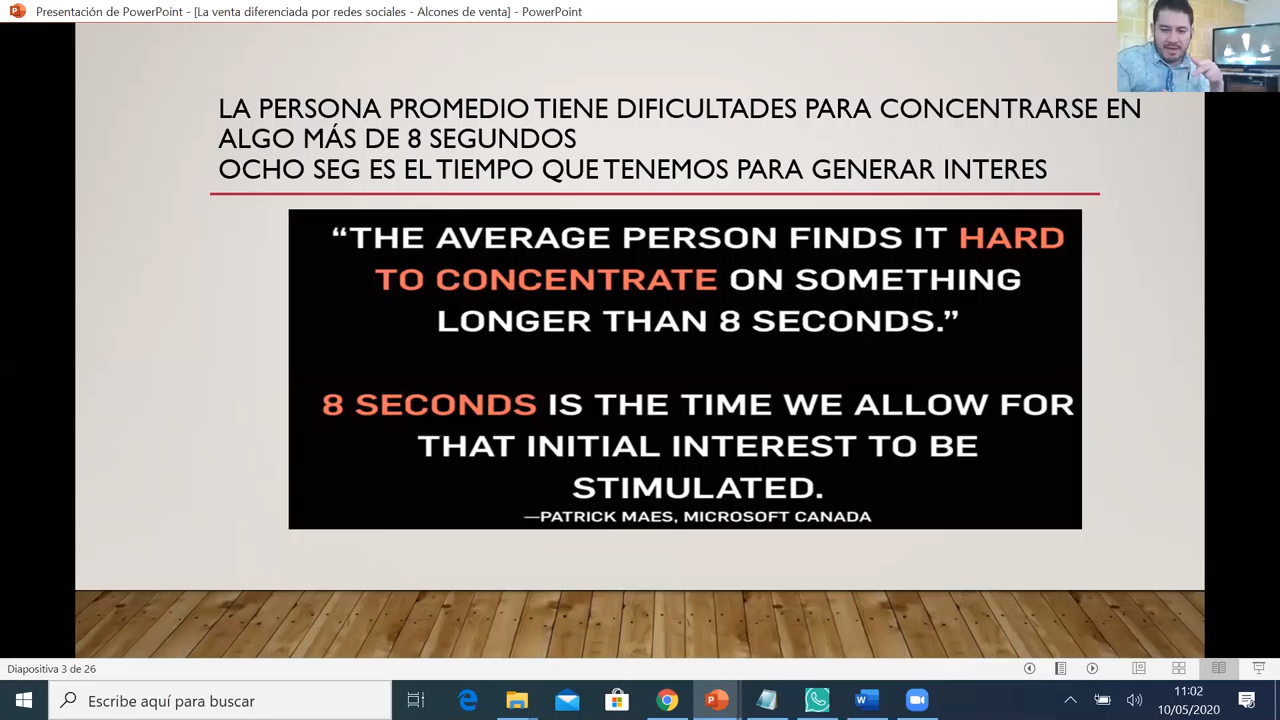 Presentación de PowerPoint - [La venta diferenciada por redes sociales - Alcones de venta] - PowerPoint
LA PERSONA PROMEDIO TIENE DIFICULTADES PARA CONCENTRARSE EN
ALGO MÁS DE 8 SEGUNDOS
OCHO SEG ES EL TIEMPO QUE TENEMOS PARA GENERAR INTERES
“THE AVERAGE PERSON FINDS IT HARD
TO CONCENTRATE ON SOMETHING
LONGER THAN 8 SECONDS.”
8 SECONDS IS THE TIME WE ALLOW FOR
THAT INITIAL INTEREST TO BE
STIMULATED.
—PATRICK MAES, MICROSOFT CANADA
Diapositiva 3 de 26
Escribe aquí para buscar
11:02
10/05/2020